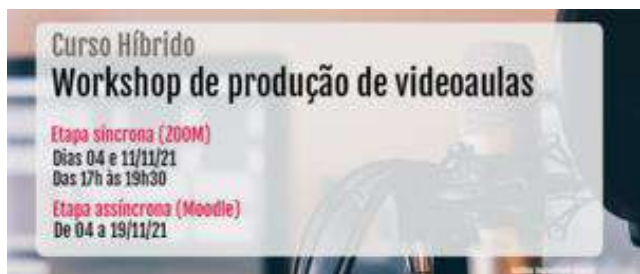 Curso Híbrido
Workshop de produção de videoaulas
Etapa síncrona (ZOOM)
Dias 04 e 11/11/21
Das 17h às 19h30
Etapa assíncrona (Moodle)
De 04 a 19/11/21